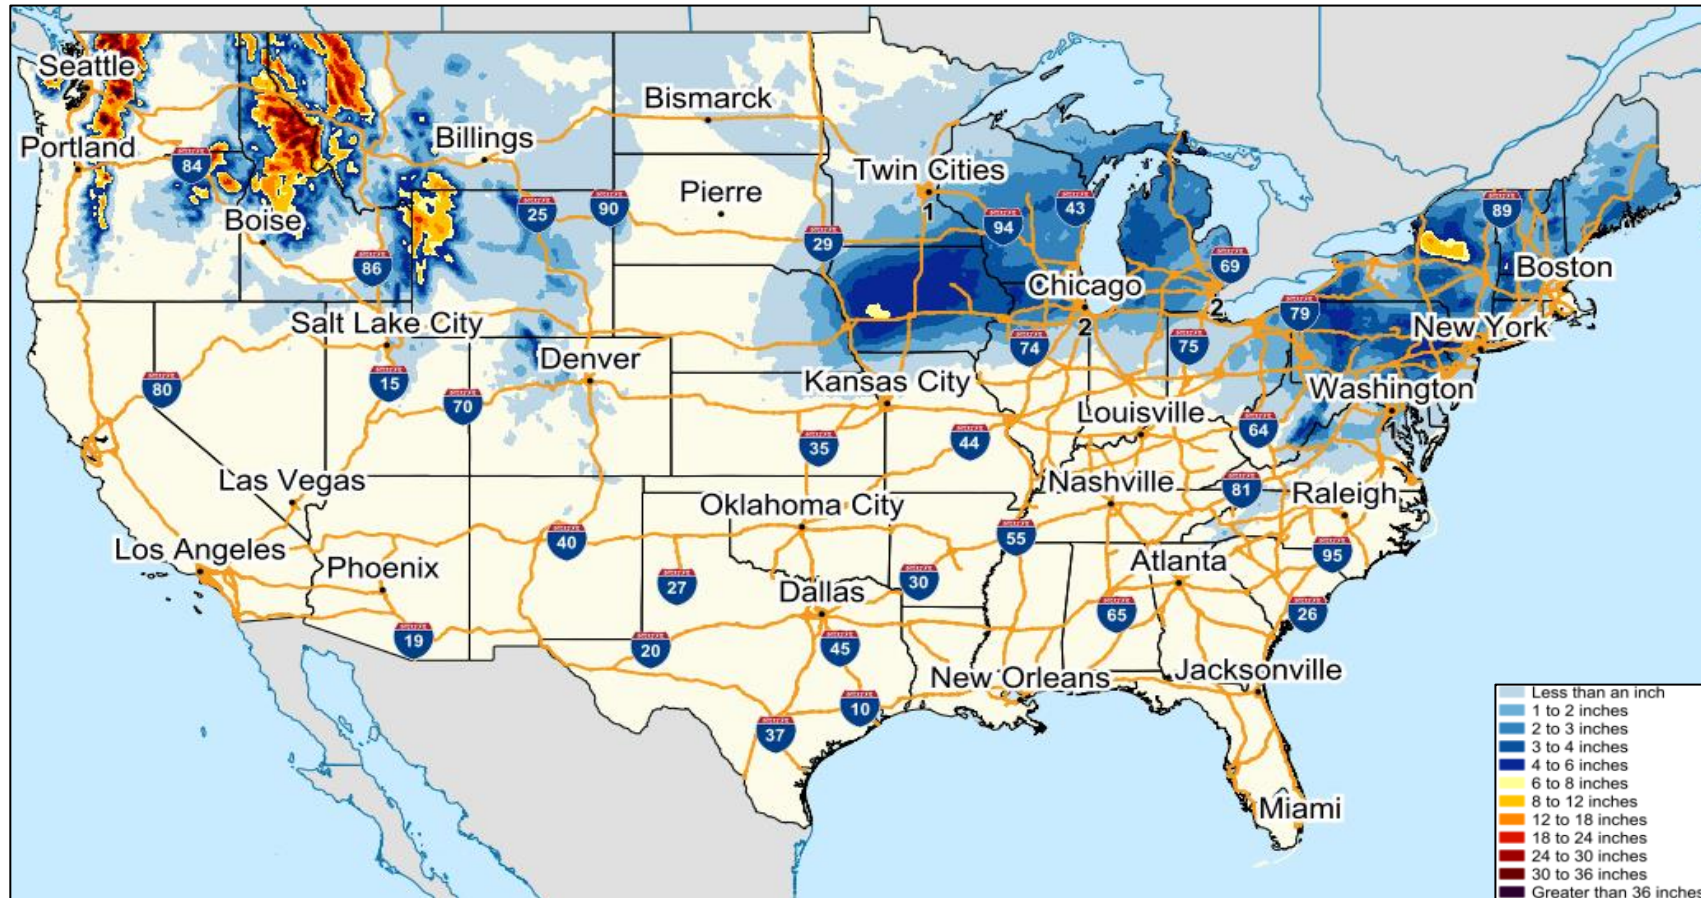 Seattle
Bismarck
Portland
Billings
84
Twin Cities
Pierre
25
90
1
43
89
Boise
94
29
86
69
Boston
Chicago
2
79
Salt Lake City
2
New York
Denver
74
75
80
15
Kansas City
Washington
70
Louisville
1
64
35
44
Las Vegas
Nashville
81
Raleigh
Oklahoma City
40
55
Los Angeles
95
Phoenix
Atlanta
27
30
Dallas
65
26
19
20
45
New Orleans
Jacksonville
10
37
Miami
Less than an inch
1 to 2 inches
2 to 3 inches
3 to 4 inches
4 to 6 inches
6 to 8 inches
8 to 12 inches
12 to 18 inches
18 to 24 inches
24 to 30 inches
30 to 36 inches
Greater than 36 inches